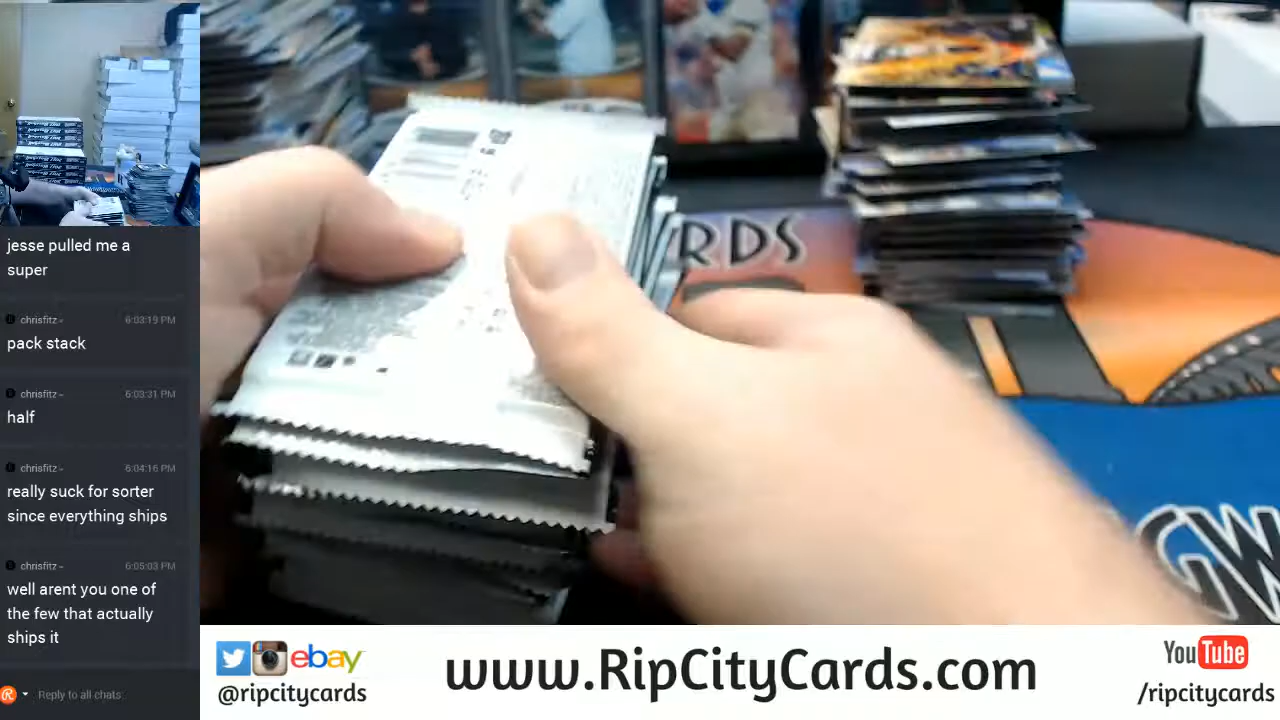 jesse pulled me a
super
chrisfitz-
6:03:19 PM
pack stack
chrisfitz-
6:03:31 PM
half
chrisfitz-
6:04:16 PM
really suck for sorter
since everything ships
chrisfitz-
6:05:03 PM
well arent you one of
the few that actually
ships it
Reply to all chats:
RDS
GW
ebay
@ripcitycards
www.RipCityCards.com
YouTube
/ripcitycards